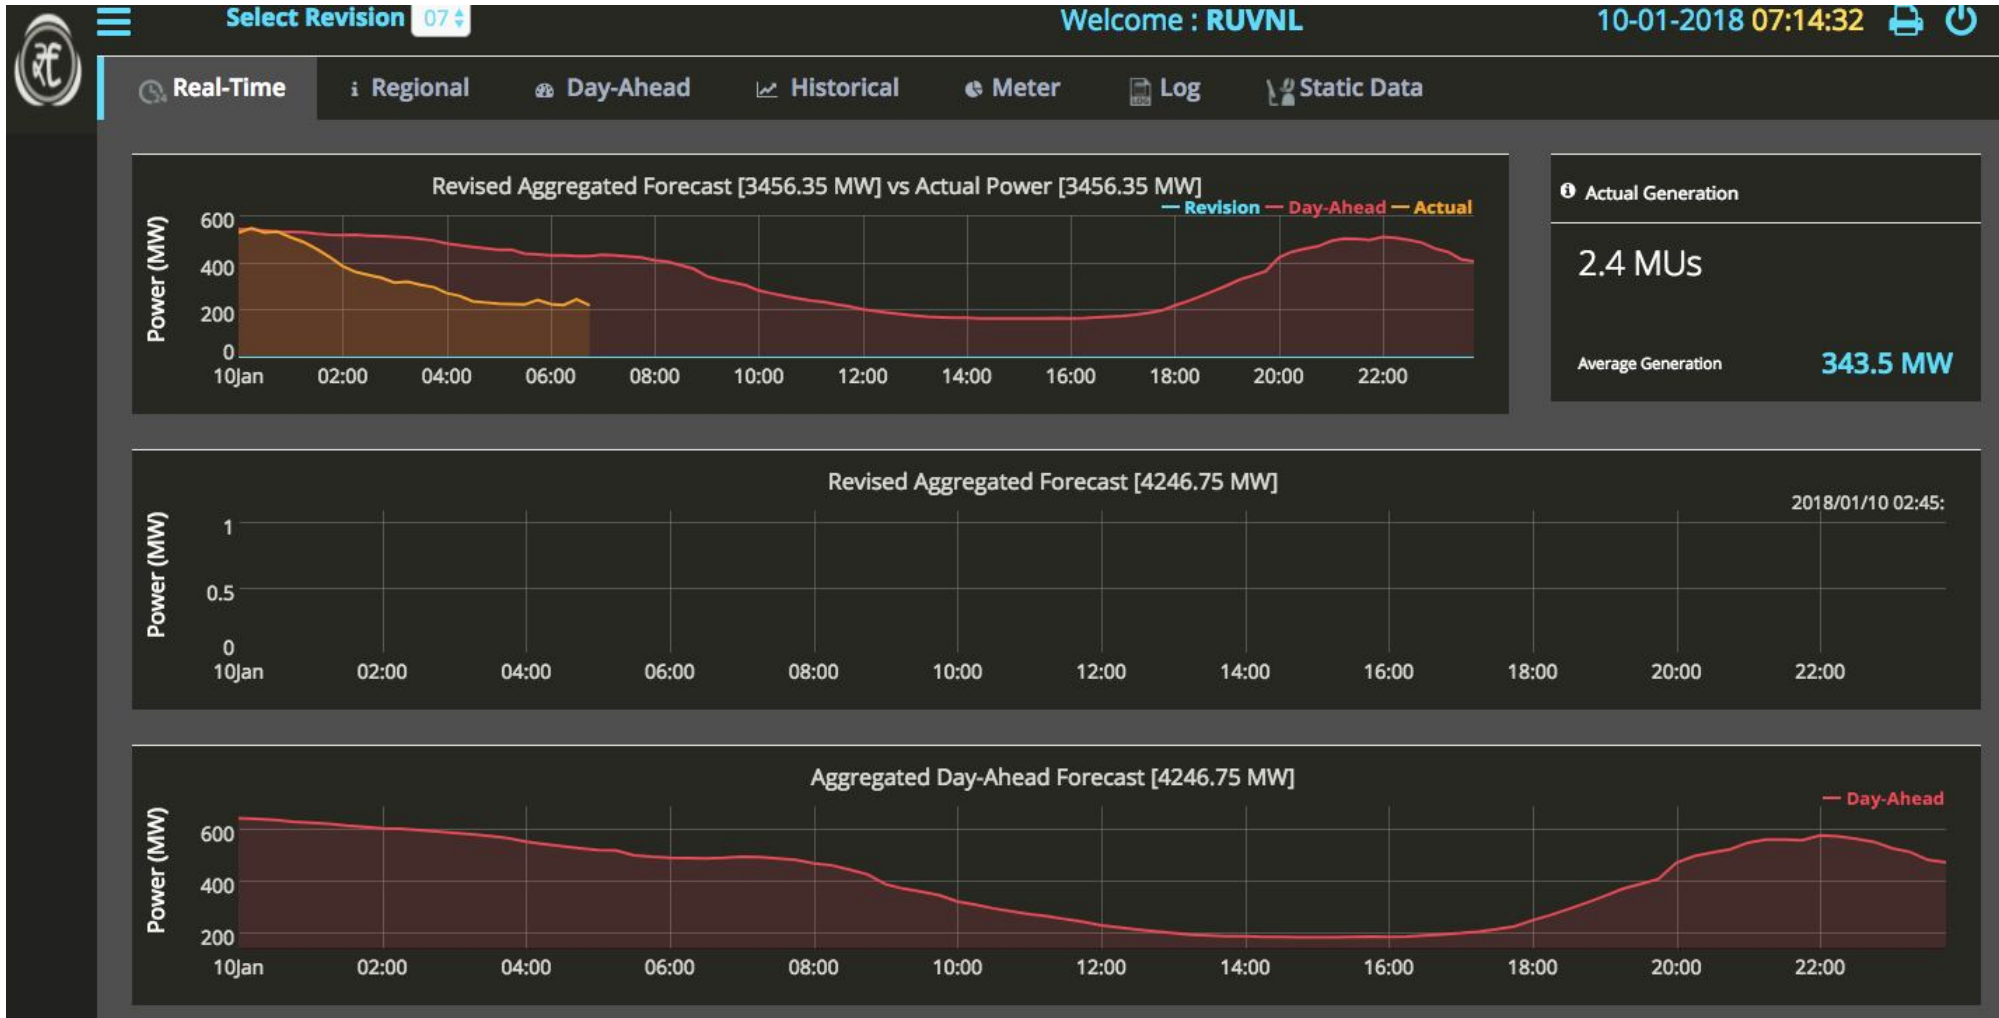 Select Revision 07
Welcome : RUVNL
10-01-2018 07:14:32
रट
Real-Time
Regional
Day-Ahead
Historical
Meter
LOG
Log
Static Data
Revised Aggregated Forecast [3456.35 MW] vs Actual Power [3456.35 MW]
Revision Day-Ahead Actual
Power (MW)
600
400
200
0
10Jan 02:00 04:00 06:00 08:00 10:00 12:00 14:00 16:00 18:00 20:00 22:00
Actual Generation
2.4 MUs
Average Generation 343.5 MW
Revised Aggregated Forecast [4246.75 MW]
2018/01/10 02:45:
Power (MW)
1
0.5
0
10Jan 02:00 04:00 06:00 08:00 10:00 12:00 14:00 16:00 18:00 20:00 22:00
Aggregated Day-Ahead Forecast [4246.75 MW]
Day-Ahead
Power (MW)
600
400
200
10Jan 02:00 04:00 06:00 08:00 10:00 12:00 14:00 16:00 18:00 20:00 22:00